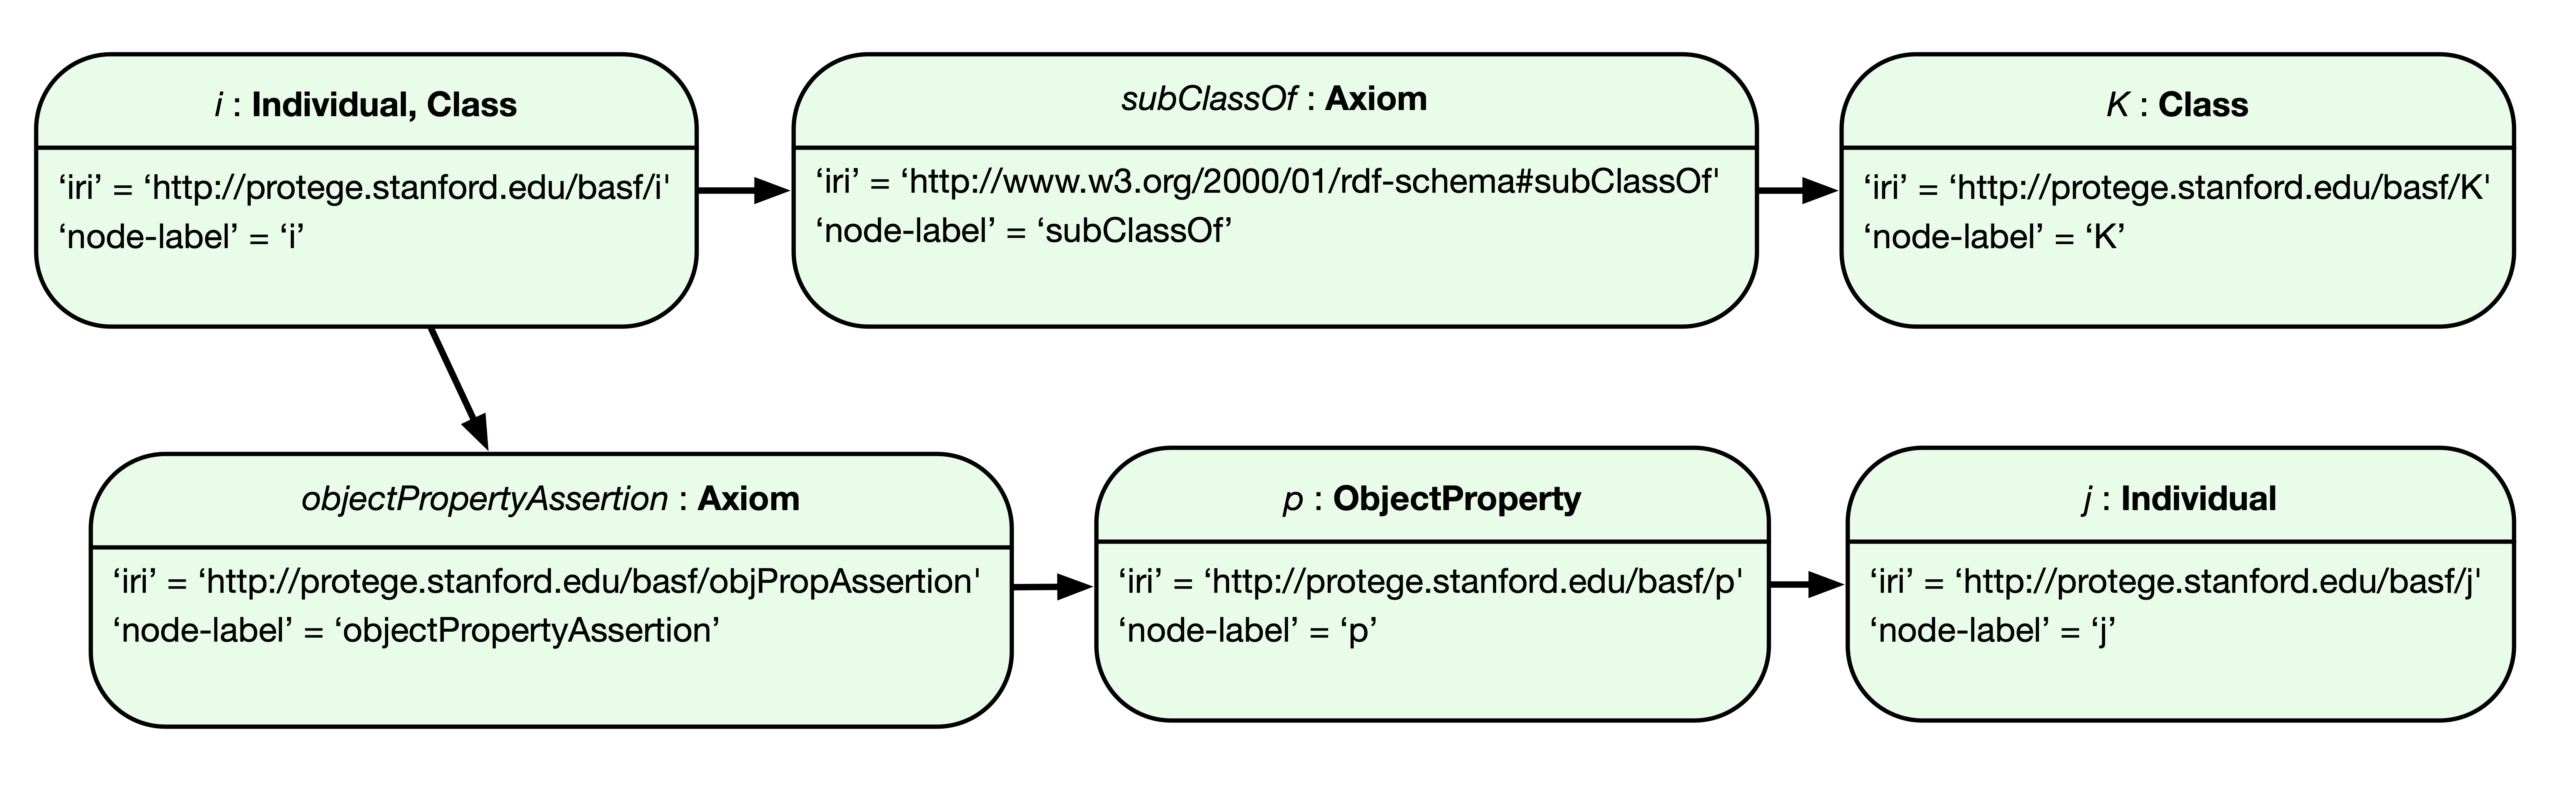 i : Individual, Class
‘iri’ = ‘http://protege.stanford.edu/basf/i'
‘node-label’ = ‘i’
subClassOf : Axiom
‘iri’ = ‘http://www.w3.org/2000/01/rdf-schema#subClassOf'
‘node-label’ = ‘subClassOf’
K : Class
‘iri’ = ‘http://protege.stanford.edu/basf/K'
‘node-label’ = ‘K’
objectPropertyAssertion : Axiom
‘iri’ = ‘http://protege.stanford.edu/basf/objPropAssertion'
‘node-label’ = ‘objectPropertyAssertion’
p : ObjectProperty
‘iri’ = ‘http://protege.stanford.edu/basf/p'
‘node-label’ = ‘p’
j : Individual
‘iri’ = ‘http://protege.stanford.edu/basf/j'
‘node-label’ = ‘j’